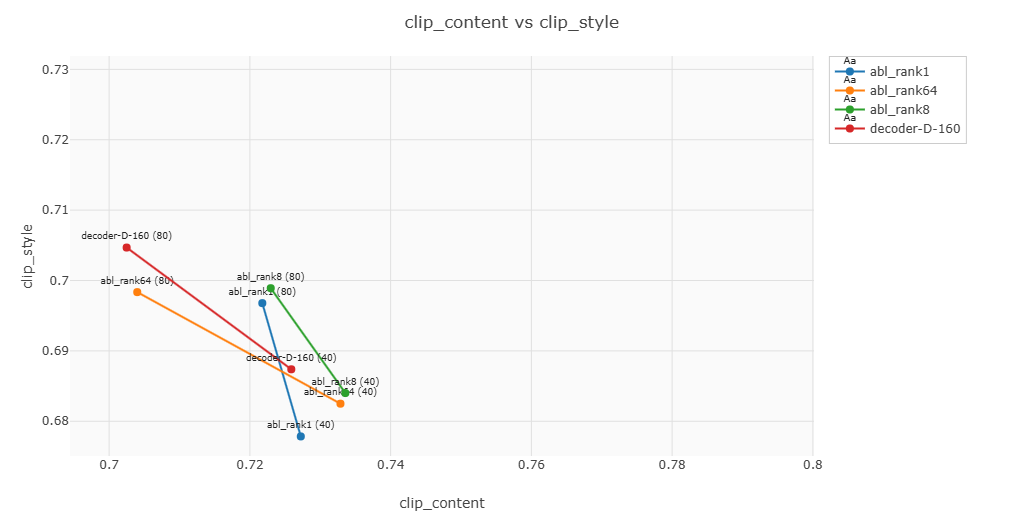 clip_content vs clip_style
Aa
abl_rank1
Aa
abl_rank64
Aa
abl_rank8
Aa
decoder-D-160
0.73
0.72
0.71
0.7
0.69
0.68
clip_style
decoder-D-160 (80)
abl_rank64 (80)
abl_rank8 (80)
abl_rank1 (80)
decoder-D-160 (40)
abl_rank8 (40)
abl_rank64 (40)
abl_rank1 (40)
0.7
0.72
0.74
0.76
0.78
0.8
clip_content